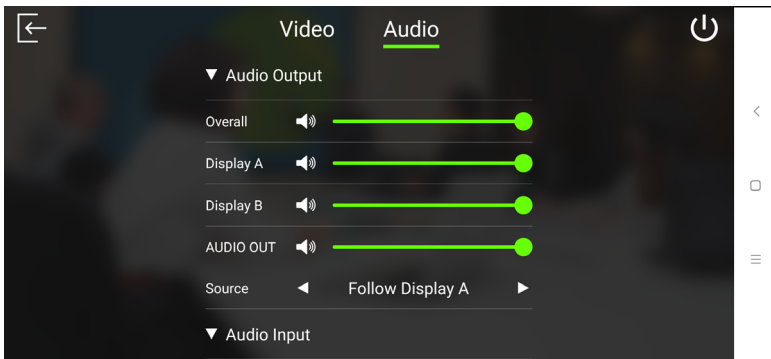 Video Audio
Audio Output
Overall
Display A
Display B
AUDIO OUT
Source Follow Display A
Audio Input